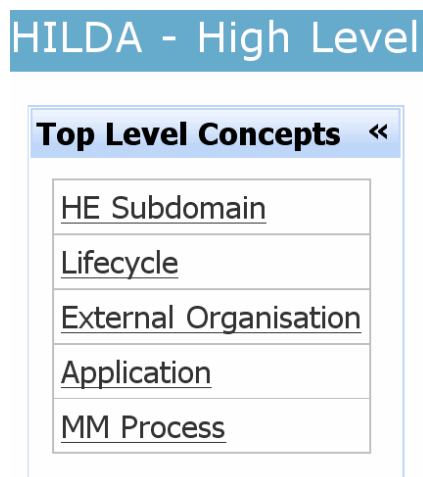 HILDA - High Level
Top Level Concepts «
HE Subdomain
Lifecycle
External Organisation
Application
MM Process